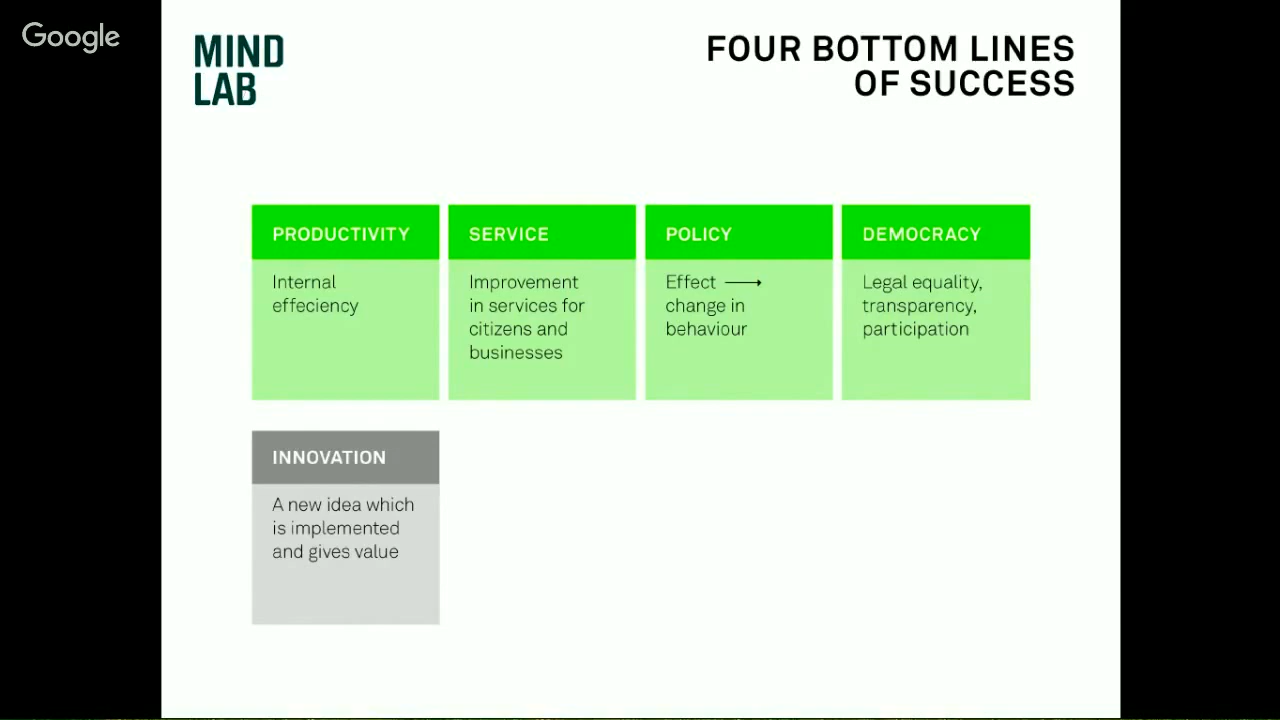 Google
MIND
LAB
FOUR BOTTOM LINES
OF SUCCESS
PRODUCTIVITY
Internal
effeciency
SERVICE
Improvement
in services for
citizens and
businesses
POLICY
Effect ⟶
change in
behaviour
DEMOCRACY
Legal equality,
transparency,
participation
INNOVATION
A new idea which
is implemented
and gives value